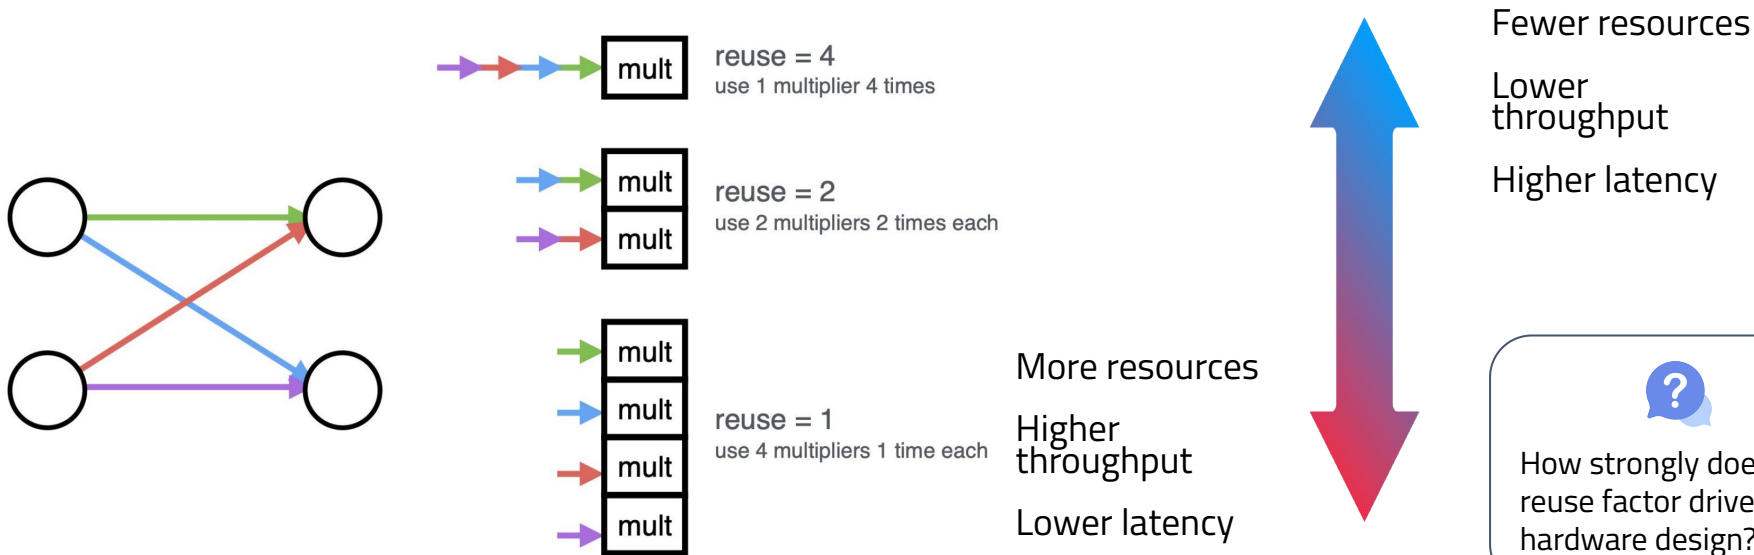 mult
reuse = 4
use 1 multiplier 4 times
mult
mult
reuse = 2
use 2 multipliers 2 times each
mult
mult
mult
mult
reuse = 1
use 4 multipliers 1 time each
More resources
Higher
throughput
Lower latency
Fewer resources
Lower
throughput
Higher latency
?
How strongly doe
reuse factor drive
hardware design?